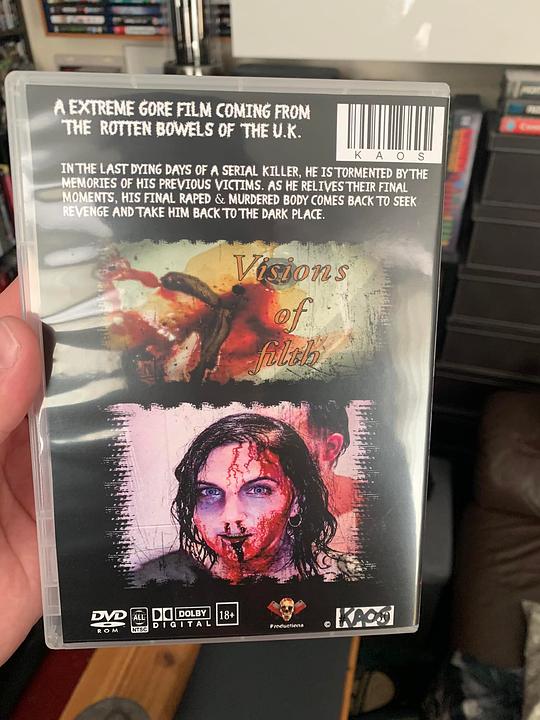 A EXTREME GORE FILM COMING FROM
THE ROTTEN BOWELS OF THE U.K.
K A O S
IN THE LAST DYING DAYS OF A SERIAL KILLER, HE IS TORMENTED BY THE
MEMORIES OF HIS PREVIOUS VICTIMS. AS HE RELIVES THEIR FINAL
MOMENTS, HIS FINAL RAPED & MURDERED BODY COMES BACK TO SEEK
REVENGE AND TAKE HIM BACK TO THE DARK PLACE.
Visions
of
filth
DVD
ROM
ALL
NTSC
DOLBY
DIGITAL
18+
Productions
© KAOS